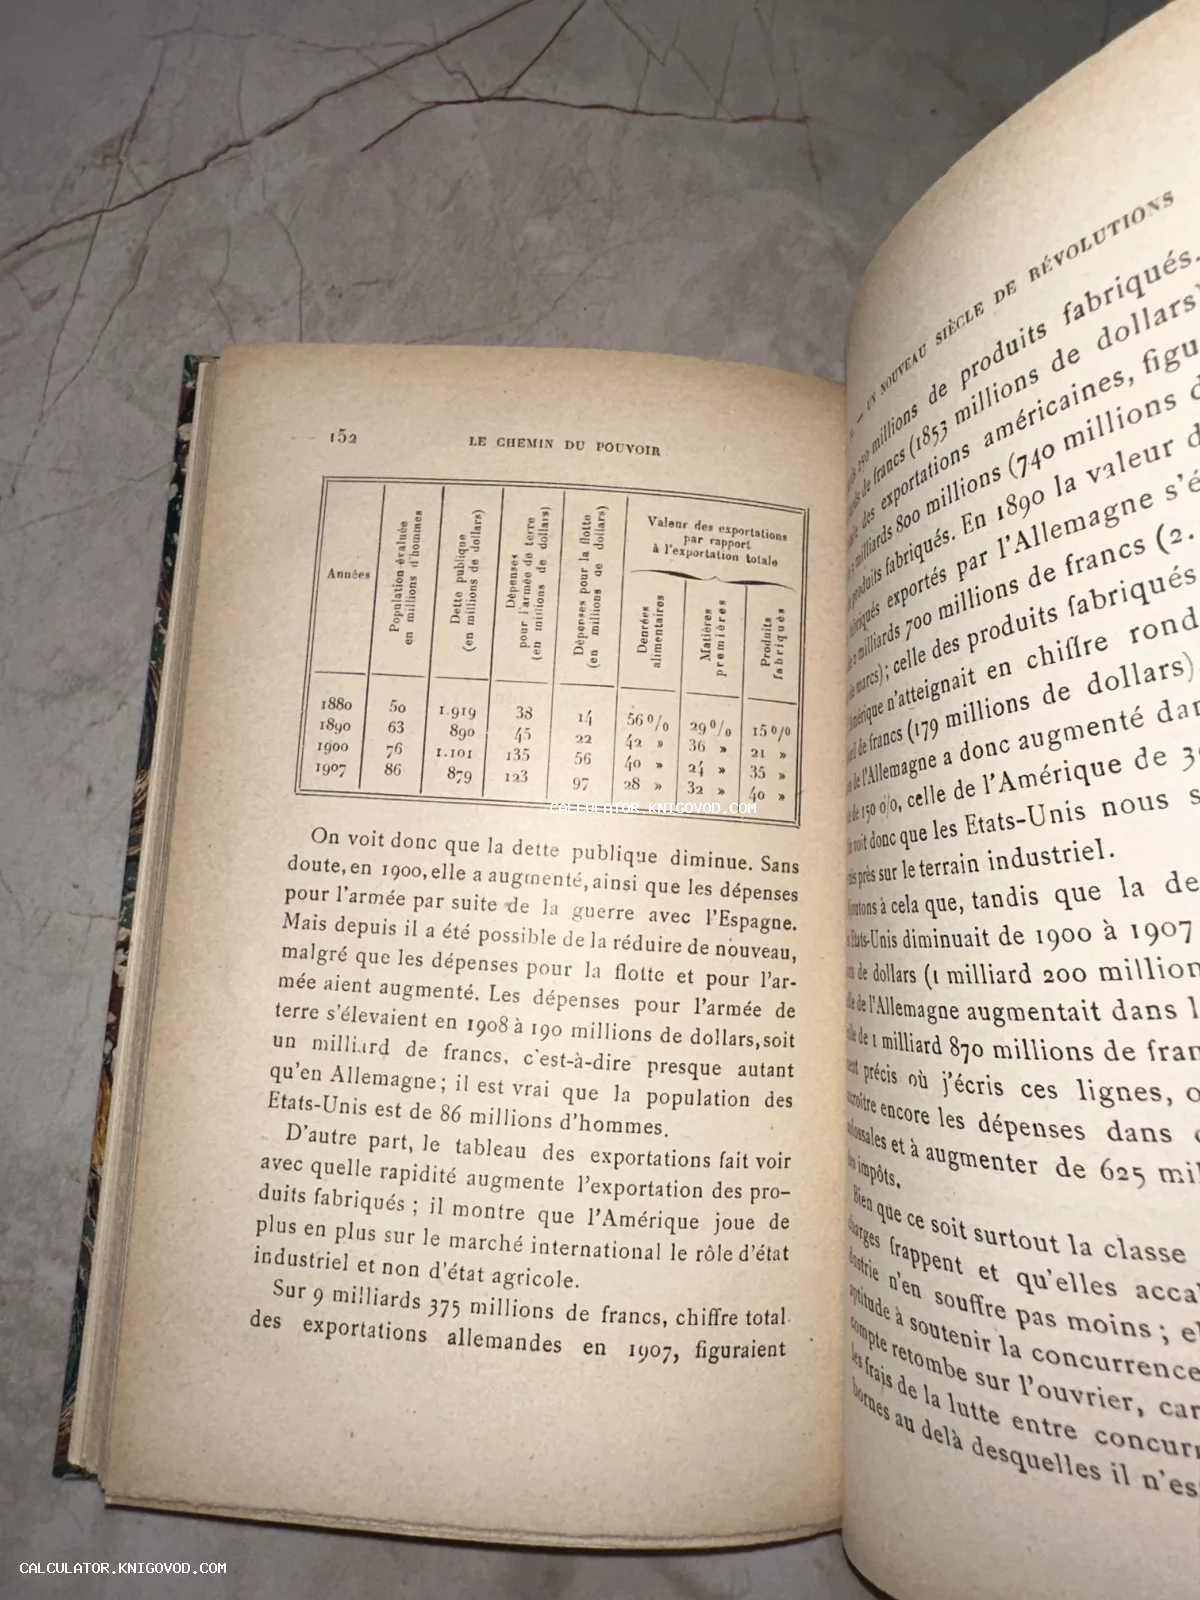 152
LE CHEMIN DU POUVOIR
Années
Population évaluée
en millions d'hommes
Dette publique
(en millions de dollars)
Dépenses
pour l'armée de terre
(en millions de dollars)
Dépenses pour la flotte
(en millions de dollars)
Valeur des exportations
par rapport
à l'exportation totale
Denrées
alimentaires
Matières
premières
Produits
fabriqués
1880 50 1.919 38 14 56 0/0 29 0/0 15 0/0
1890 63 890 45 22 42 » 36 » 21 »
1900 76 1.101 135 56 40 » 24 » 35 »
1907 86 879 123 97 28 » 32 » 40 »
CALCULATOR.KNIGOVOD.COM
On voit donc que la dette publique diminue. Sans
doute, en 1900, elle a augmenté, ainsi que les dépenses
pour l'armée par suite de la guerre avec l'Espagne.
Mais depuis il a été possible de la réduire de nouveau,
malgré que les dépenses pour la flotte et pour l'ar-
mée aient augmenté. Les dépenses pour l'armée de
terre s'élevaient en 1908 à 190 millions de dollars, soit
un milliard de francs, c'est-à-dire presque autant
qu'en Allemagne ; il est vrai que la population des
Etats-Unis est de 86 millions d'hommes.
D'autre part, le tableau des exportations fait voir
avec quelle rapidité augmente l'exportation des pro-
duits fabriqués ; il montre que l'Amérique joue de
plus en plus sur le marché international le rôle d'état
industriel et non d'état agricole.
Sur 9 milliards 375 millions de francs, chiffre total
des exportations allemandes en 1907, figuraient
— UN NOUVEAU SIÈCLE DE RÉVOLUTIONS
250 millions de produits fabriqués.
de francs (1853 millions de dollars)
des exportations américaines, figu
milliards 800 millions (740 millions d
produits fabriqués. En 1890 la valeur d
exportés par l'Allemagne s'é
2 milliards 700 millions de francs (2.
marcs) ; celle des produits fabriqués
n'atteignait en chiffre rond
de francs (179 millions de dollars)
de l'Allemagne a donc augmenté dan
de 150 0/0, celle de l'Amérique de 3
voit donc que les Etats-Unis nous s
près sur le terrain industriel.
à cela que, tandis que la de
Etats-Unis diminuait de 1900 à 1907
de dollars (1 milliard 200 million
de l'Allemagne augmentait dans l
de 1 milliard 870 millions de fran
précis où j'écris ces lignes, o
encore les dépenses dans
et à augmenter de 625 mil
impôts.
Bien que ce soit surtout la classe
charges frappent et qu'elles acca
n'en souffre pas moins ; el
aptitude à soutenir la concurrence
compte retombe sur l'ouvrier, car
les frais de la lutte entre concurr
bornes au delà desquelles il n'es
CALCULATOR.KNIGOVOD.COM